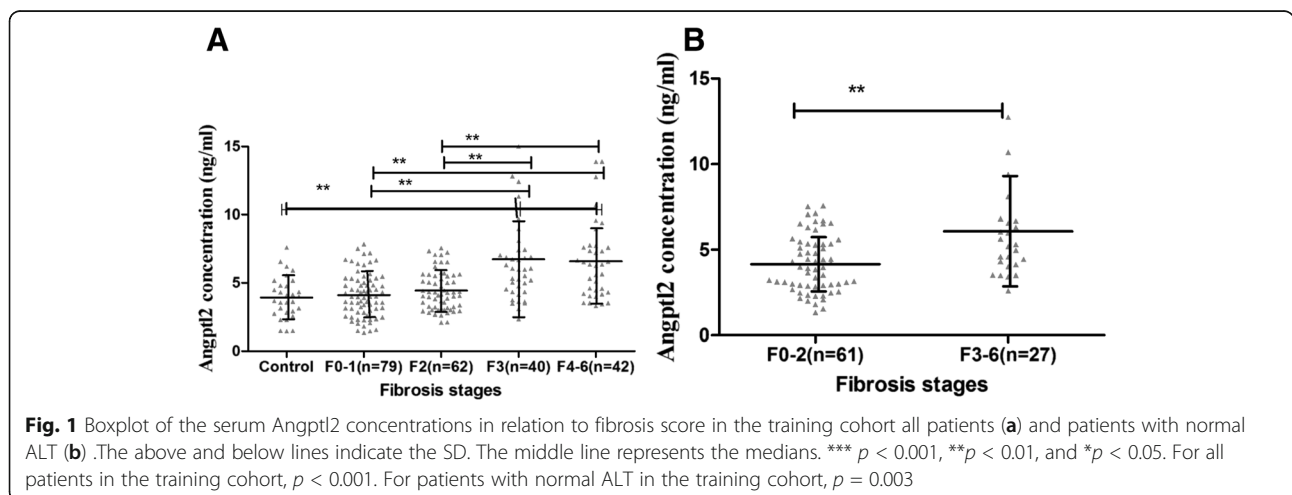 A
Angptl2 concentration (ng/ml)
15
10
5
0
**
**
**
**
**
Control F0-1(n=79) F2(n=62) F3(n=40) F4-6(n=42)
Fibrosis stages
B
Angptl2 concentration (ng/ml)
15
10
5
0
**
F0-2(n=61) F3-6(n=27)
Fibrosis stages
Fig. 1 Boxplot of the serum Angptl2 concentrations in relation to fibrosis score in the training cohort all patients (a) and patients with normal
ALT (b) .The above and below lines indicate the SD. The middle line represents the medians. *** p < 0.001, **p < 0.01, and *p < 0.05. For all
patients in the training cohort, p < 0.001. For patients with normal ALT in the training cohort, p = 0.003